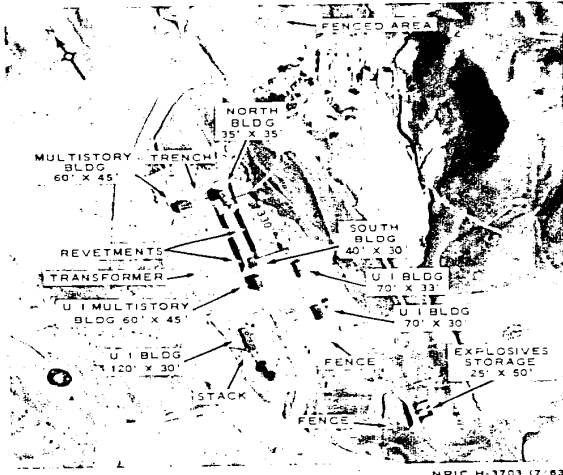 FENCED AREA
NORTH
BLDG
35' X 35'
MULTISTORY
BLDG
60' X 45'
TRENCH
330'
SOUTH
BLDG
40' X 30'
REVETMENTS
TRANSFORMER
U I BLDG
70' X 33'
U I MULTISTORY
BLDG 60' X 45'
U I BLDG
70' X 30'
U I BLDG
120' X 30'
FENCE
EXPLOSIVES
STORAGE
25' X 50'
STACK
FENCE
NPIC H-3703 (7/63